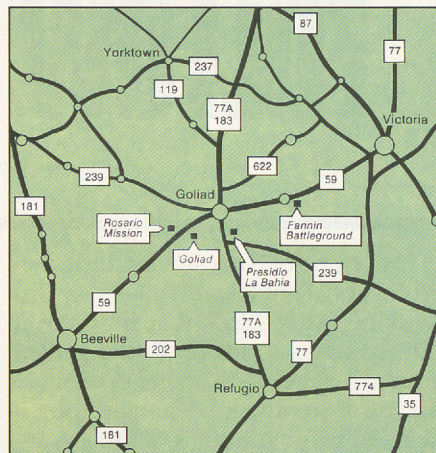 87
77
Yorktown
237
119
77A
183
Victoria
622
59
239
Goliad
181
Rosario
Mission
Goliad
Fannin
Battleground
Presidio
La Bahia
239
59
77A
183
Beeville
202
77
Refugio
774
35
181